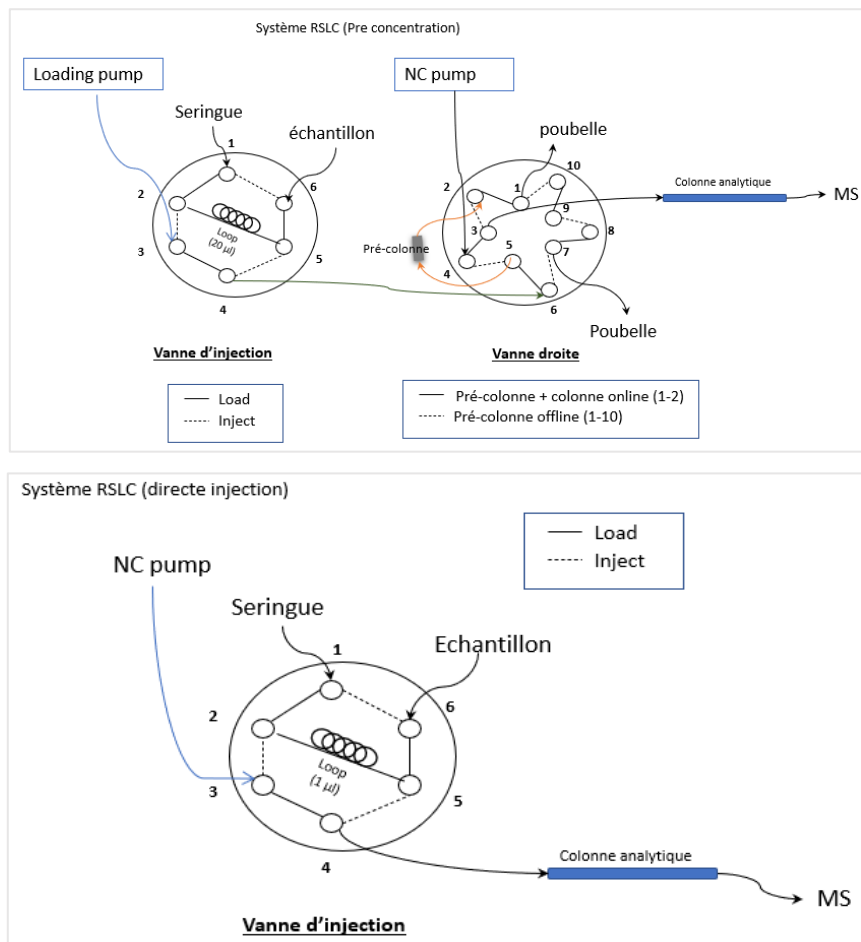 Système RSLC (Pre concentration)
Loading pump
NC pump
Seringue
échantillon
poubelle
1
6
2
3
5
4
Loop
(20 µl)
10
2
1
9
3
8
5
7
4
6
Pré-colonne
Colonne analytique
MS
Poubelle
Vanne d'injection
Vanne droite
Load
Inject
Pré-colonne + colonne online (1-2)
Pré-colonne offline (1-10)
Système RSLC (directe injection)
Load
Inject
NC pump
Seringue
Echantillon
1
6
2
3
5
4
Loop
(1 µl)
Colonne analytique
MS
Vanne d'injection